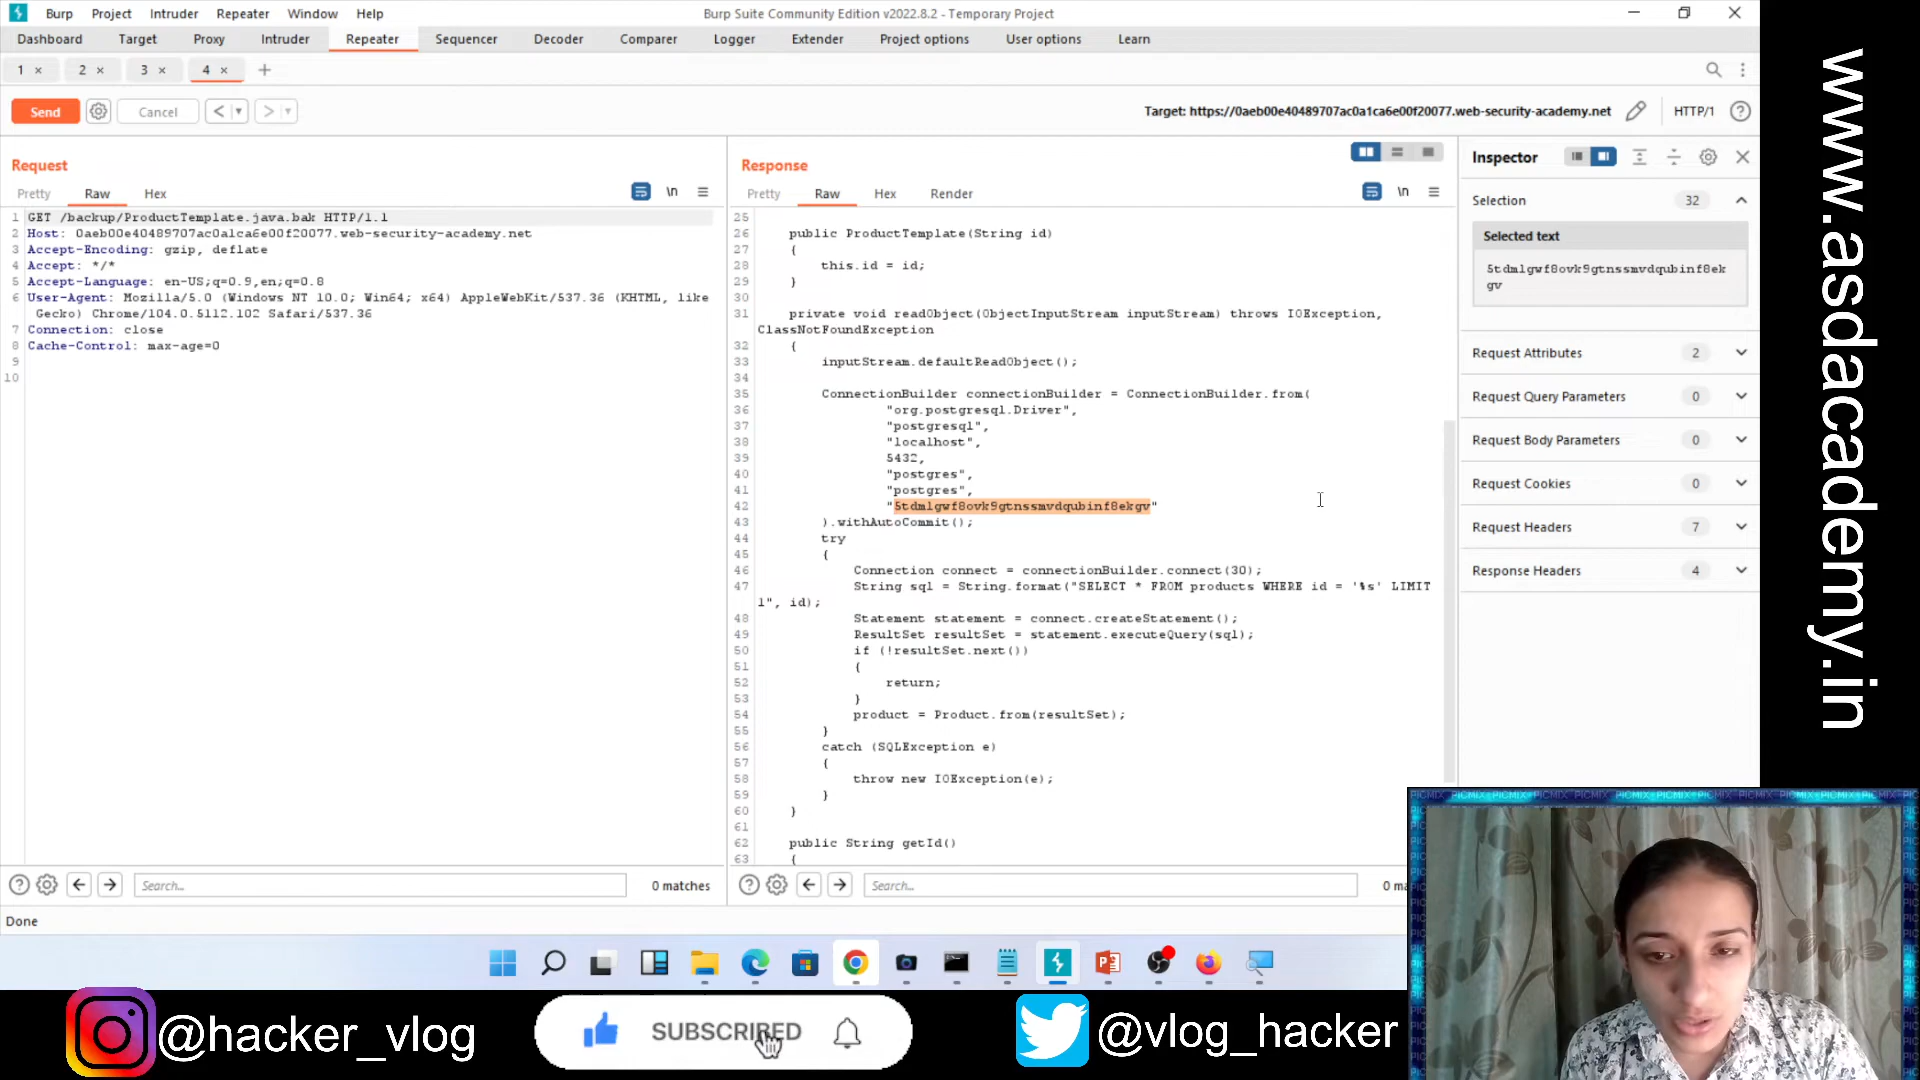 Burp Project Intruder Repeater Window Help
Burp Suite Community Edition v2022.8.2 - Temporary Project
Dashboard Target Proxy Intruder Repeater Sequencer Decoder Comparer Logger Extender Project options User options Learn
1 × 2 × 3 × 4 × +
Send Cancel < >
Target: https://0aeb00e40489707ac0a1ca6e00f20077.web-security-academy.net HTTP/1
Request
Pretty Raw Hex \n
1 GET /backup/ProductTemplate.java.bak HTTP/1.1
2 Host: 0aeb00e40489707ac0a1ca6e00f20077.web-security-academy.net
3 Accept-Encoding: gzip, deflate
4 Accept: */*
5 Accept-Language: en-US;q=0.9,en;q=0.8
6 User-Agent: Mozilla/5.0 (Windows NT 10.0; Win64; x64) AppleWebKit/537.36 (KHTML, like
Gecko) Chrome/104.0.5112.102 Safari/537.36
7 Connection: close
8 Cache-Control: max-age=0
9
10
Search...
0 matches
Response
Pretty Raw Hex Render \n
25
26 public ProductTemplate(String id)
27 {
28 this.id = id;
29 }
30
31 private void readObject(ObjectInputStream inputStream) throws IOException,
ClassNotFoundException
32 {
33 inputStream.defaultReadObject();
34
35 ConnectionBuilder connectionBuilder = ConnectionBuilder.from(
36 "org.postgresql.Driver",
37 "postgresql",
38 "localhost",
39 5432,
40 "postgres",
41 "postgres",
42 "5tdmlgwf8ovk9gtnssmvdqubinf8ekgv"
43 ).withAutoCommit();
44 try
45 {
46 Connection connect = connectionBuilder.connect(30);
47 String sql = String.format("SELECT * FROM products WHERE id = '%s' LIMIT
1", id);
48 Statement statement = connect.createStatement();
49 ResultSet resultSet = statement.executeQuery(sql);
50 if (!resultSet.next())
51 {
52 return;
53 }
54 product = Product.from(resultSet);
55 }
56 catch (SQLException e)
57 {
58 throw new IOException(e);
59 }
60 }
61
62 public String getId()
63 {
Search...
0 ma
Inspector
Selection 32
Selected text
5tdmlgwf8ovk9gtnssmvdqubinf8ek
gv
Request Attributes 2
Request Query Parameters 0
Request Body Parameters 0
Request Cookies 0
Request Headers 7
Response Headers 4
Done
www.asdacademy.in
@hacker_vlog
SUBSCRIBED
@vlog_hacker